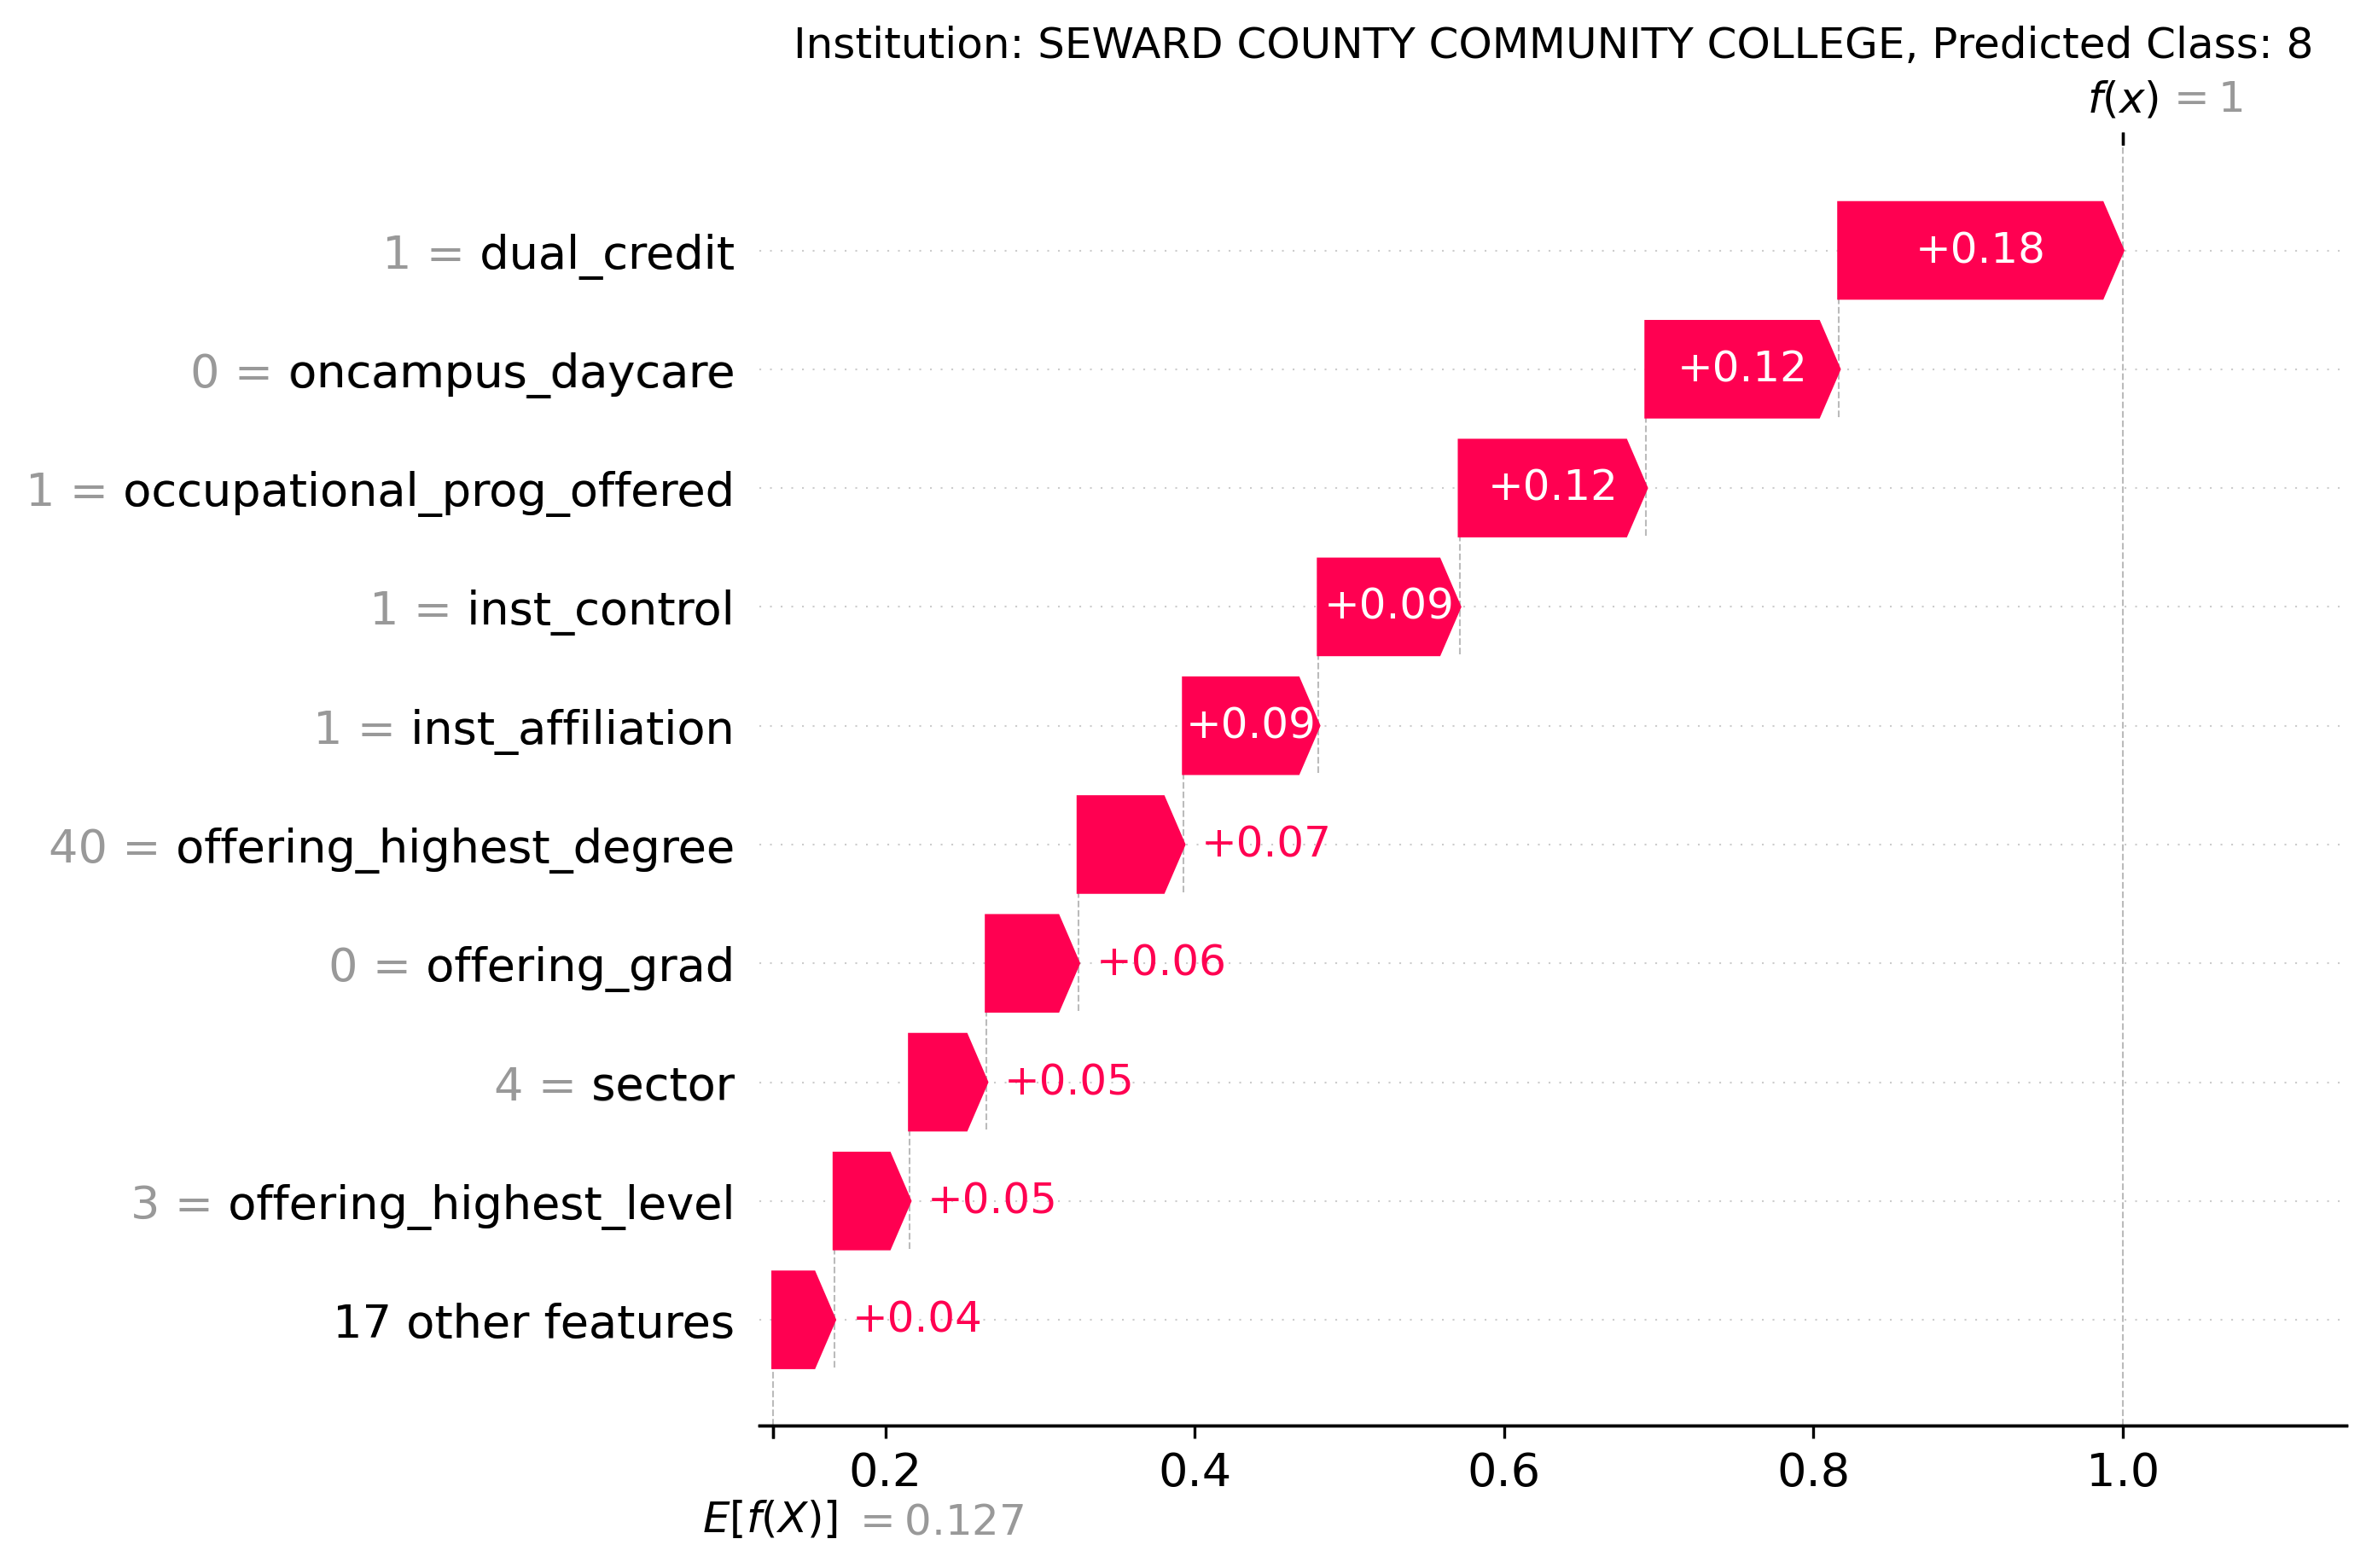 Institution: SEWARD COUNTY COMMUNITY COLLEGE, Predicted Class: 8
f(x) = 1
1 = dual_credit +0.18
0 = oncampus_daycare +0.12
1 = occupational_prog_offered +0.12
1 = inst_control +0.09
1 = inst_affiliation +0.09
40 = offering_highest_degree +0.07
0 = offering_grad +0.06
4 = sector +0.05
3 = offering_highest_level +0.05
17 other features +0.04
0.2 0.4 0.6 0.8 1.0
E[f(X)] = 0.127